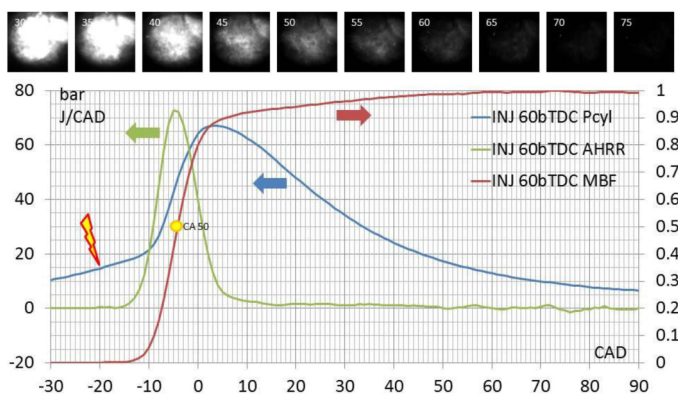 30 35 40 45 50 55 60 65 70 75
80 bar 1
J/CAD 0.9
INJ 60bTDC Pcyl
60 0.8
INJ 60bTDC AHRR
0.7
INJ 60bTDC MBF
40 0.6
CA 50 0.5
20 0.4
0.3
0 0.2
0.1
CAD
-20 0
-30 -20 -10 0 10 20 30 40 50 60 70 80 90